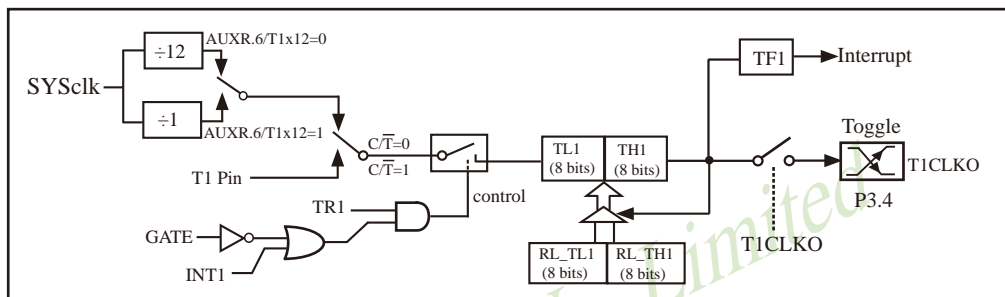 ÷12
AUXR.6/T1x12=0
SYSclk
÷1
AUXR.6/T1x12=1
T1 Pin
C/T̅=0
C/T̅=1
control
TR1
GATE
INT1
TL1
(8 bits)
TH1
(8 bits)
RL_TL1
(8 bits)
RL_TH1
(8 bits)
TF1
Interrupt
Toggle
T1CLKO
P3.4
T1CLKO
Limited